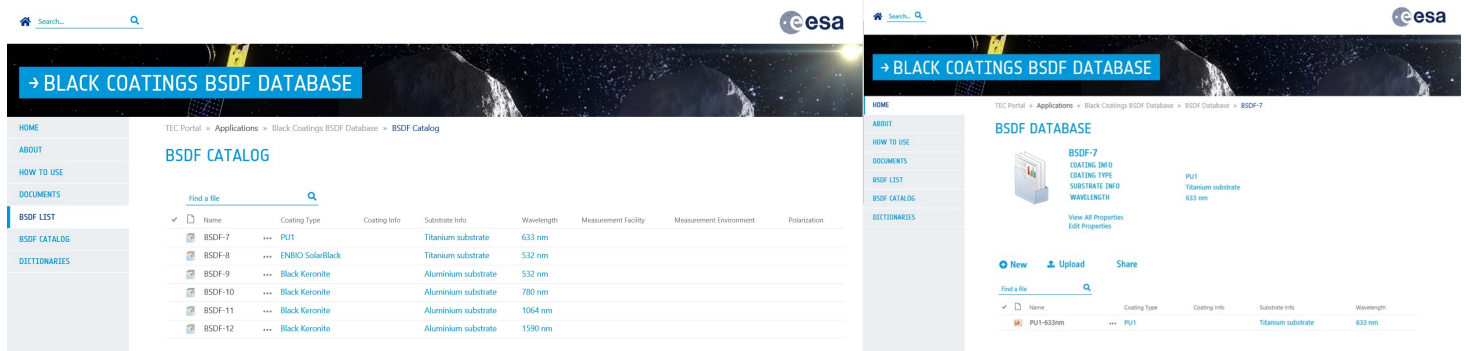 Search...
esa
→ BLACK COATINGS BSDF DATABASE
HOME
ABOUT
HOW TO USE
DOCUMENTS
BSDF LIST
BSDF CATALOG
DICTIONARIES
TEC Portal » Applications » Black Coatings BSDF Database » BSDF Catalog
BSDF CATALOG
Find a file
Name Coating Type Coating Info Substrate Info Wavelength Measurement Facility Measurement Environment Polarization
BSDF-7 ... PU1 Titanium substrate 633 nm
BSDF-8 ... ENBIO SolarBlack Titanium substrate 532 nm
BSDF-9 ... Black Keronite Aluminium substrate 532 nm
BSDF-10 ... Black Keronite Aluminium substrate 780 nm
BSDF-11 ... Black Keronite Aluminium substrate 1064 nm
BSDF-12 ... Black Keronite Aluminium substrate 1590 nm
Search...
esa
→ BLACK COATINGS BSDF DATABASE
HOME
ABOUT
HOW TO USE
DOCUMENTS
BSDF LIST
BSDF CATALOG
DICTIONARIES
TEC Portal » Applications » Black Coatings BSDF Database » BSDF Database » BSDF-7
BSDF DATABASE
BSDF-7
COATING INFO
COATING TYPE PU1
SUBSTRATE INFO Titanium substrate
WAVELENGTH 633 nm
View All Properties
Edit Properties
New Upload Share
Find a file
Name Coating Type Coating Info Substrate Info Wavelength
PU1-633nm ... PU1 Titanium substrate 633 nm